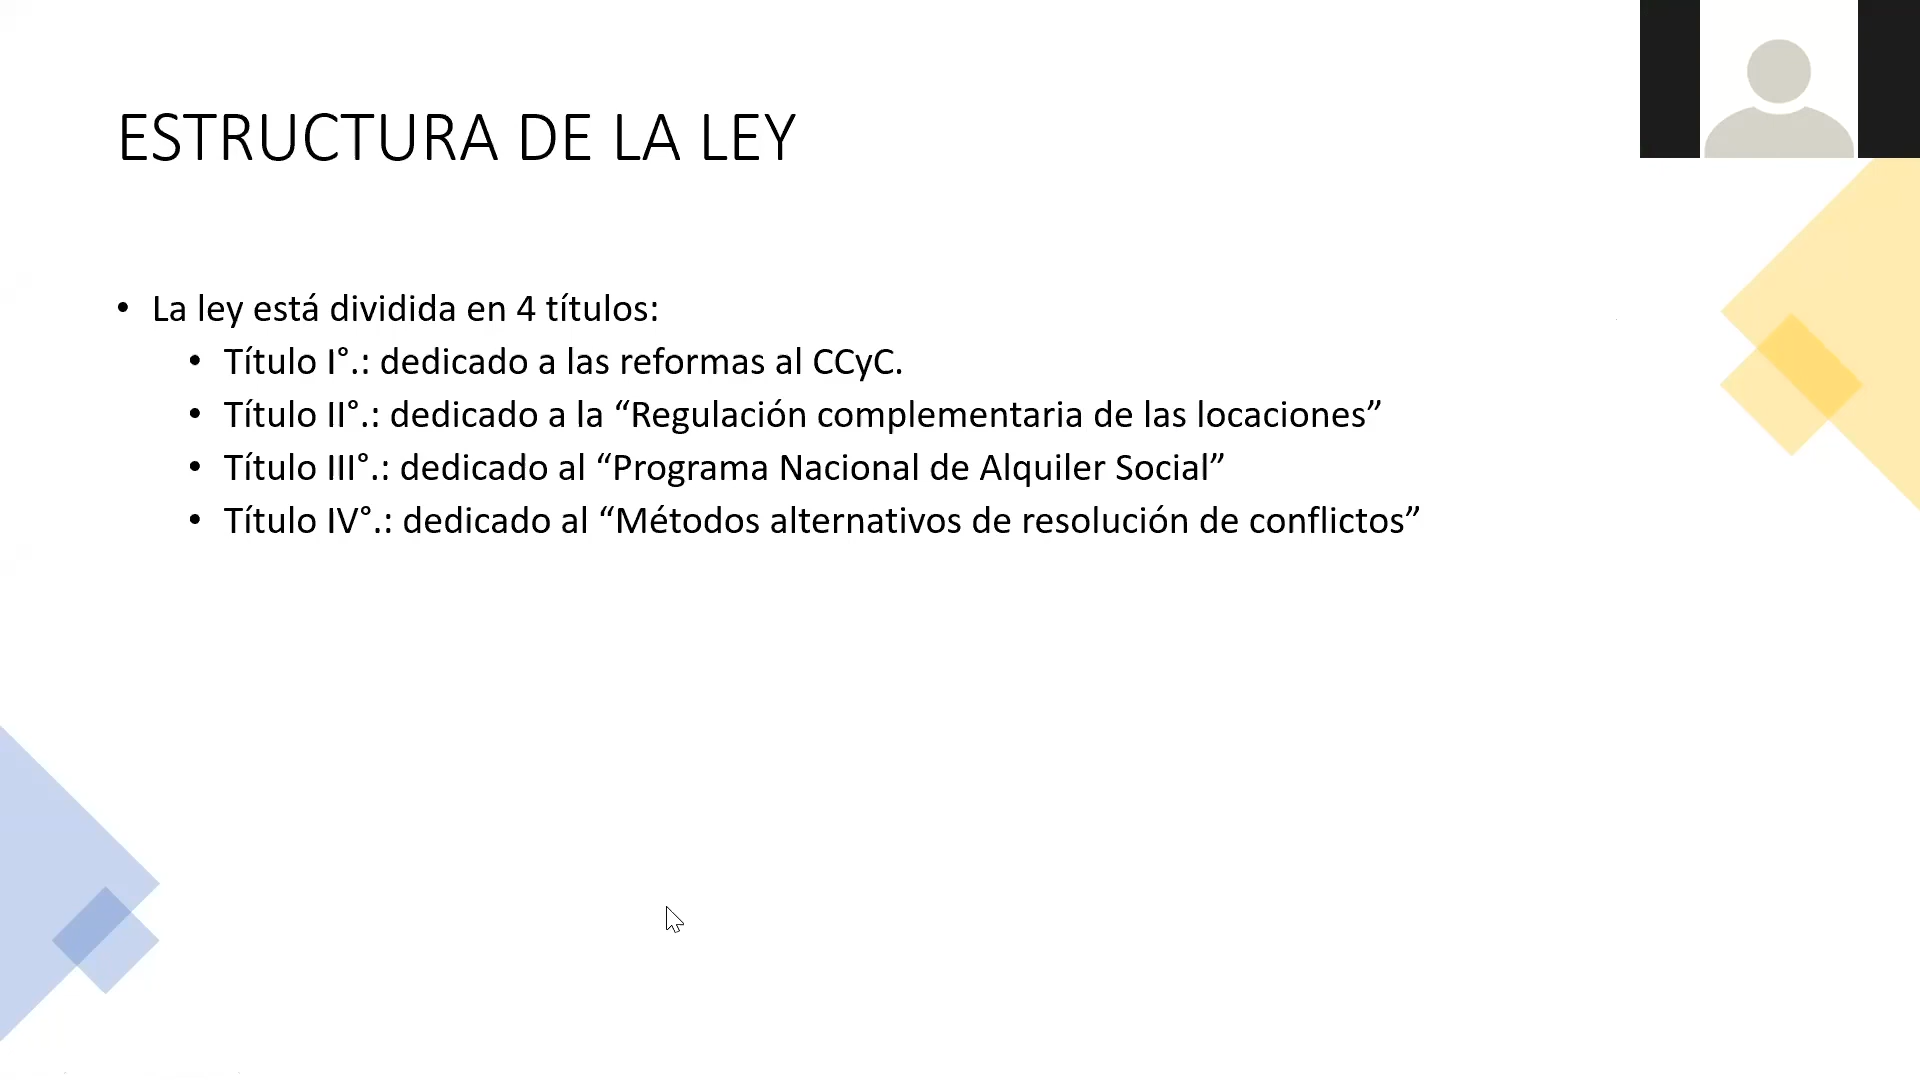 ESTRUCTURA DE LA LEY
• La ley está dividida en 4 títulos:
• Título I°.: dedicado a las reformas al CCyC.
• Título II°.: dedicado a la “Regulación complementaria de las locaciones”
• Título III°.: dedicado al “Programa Nacional de Alquiler Social”
• Título IV°.: dedicado al “Métodos alternativos de resolución de conflictos”